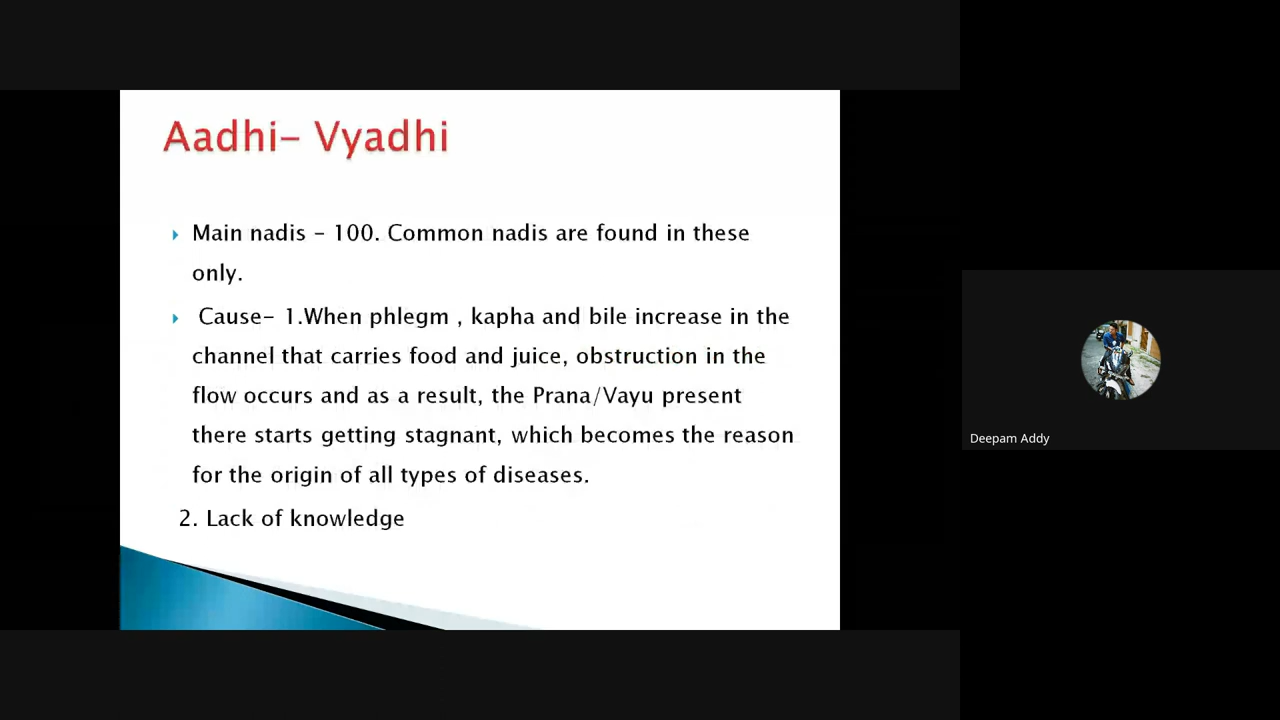 Aadhi- Vyadhi
Main nadis - 100. Common nadis are found in these
only.
Cause- 1.When phlegm , kapha and bile increase in the
channel that carries food and juice, obstruction in the
flow occurs and as a result, the Prana/Vayu present
there starts getting stagnant, which becomes the reason
for the origin of all types of diseases.
2. Lack of knowledge
Deepam Addy